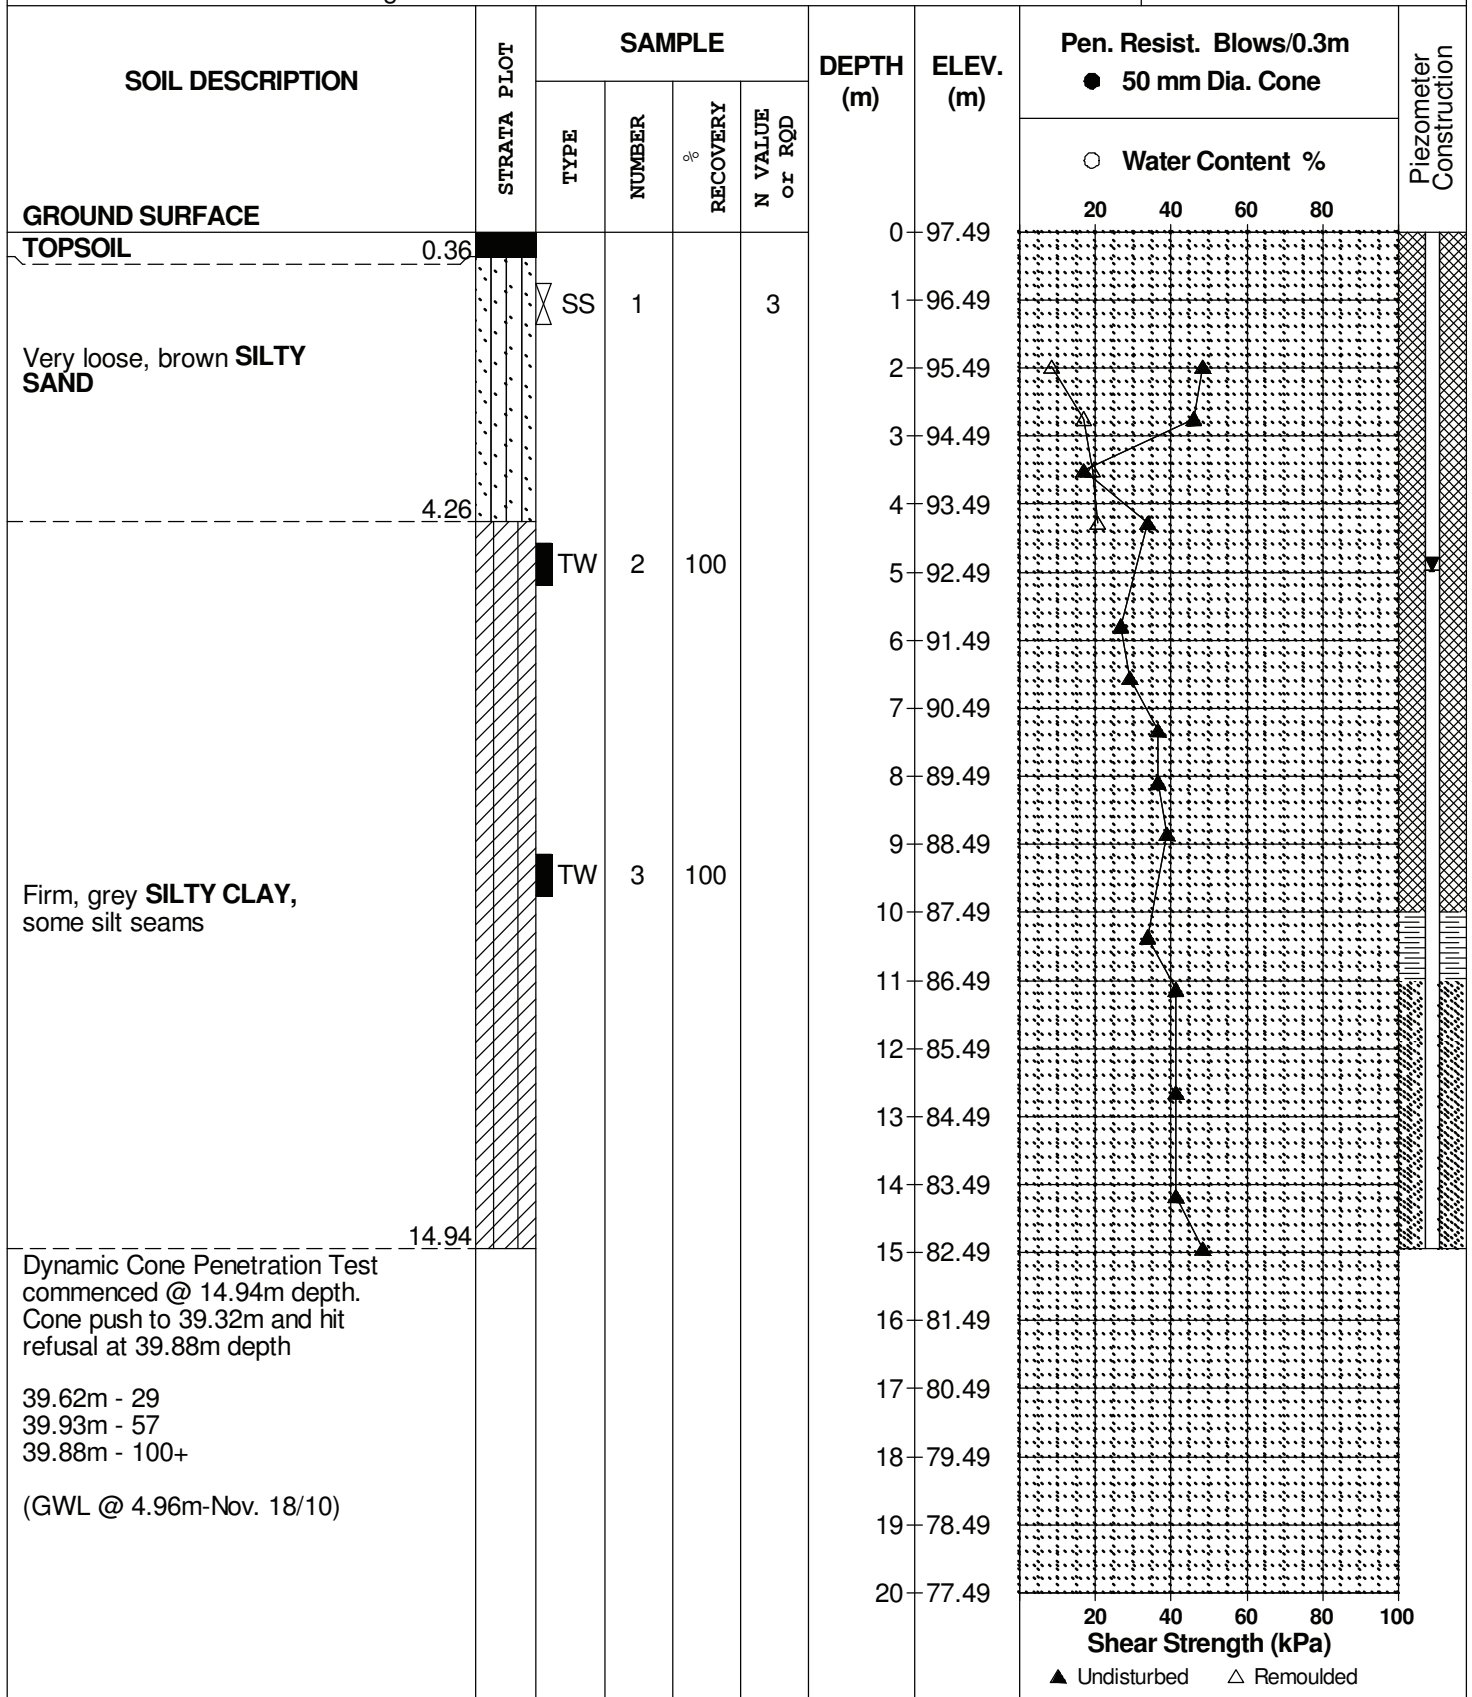 SOIL DESCRIPTION
STRATA PLOT
SAMPLE
TYPE
NUMBER
%
RECOVERY
N VALUE
or RQD
DEPTH
(m)
ELEV.
(m)
Pen. Resist. Blows/0.3m
● 50 mm Dia. Cone
○ Water Content %
20 40 60 80
Piezometer
Construction
GROUND SURFACE
0 97.49
TOPSOIL 0.36
SS 1 3
1 96.49
Very loose, brown SILTY
SAND
2 95.49
3 94.49
4 93.49
4.26
TW 2 100
5 92.49
6 91.49
7 90.49
8 89.49
9 88.49
TW 3 100
Firm, grey SILTY CLAY,
some silt seams
10 87.49
11 86.49
12 85.49
13 84.49
14 83.49
14.94
15 82.49
Dynamic Cone Penetration Test
commenced @ 14.94m depth.
Cone push to 39.32m and hit
refusal at 39.88m depth
16 81.49
17 80.49
39.62m - 29
39.93m - 57
39.88m - 100+
18 79.49
(GWL @ 4.96m-Nov. 18/10)
19 78.49
20 77.49
20 40 60 80 100
Shear Strength (kPa)
▲ Undisturbed △ Remoulded